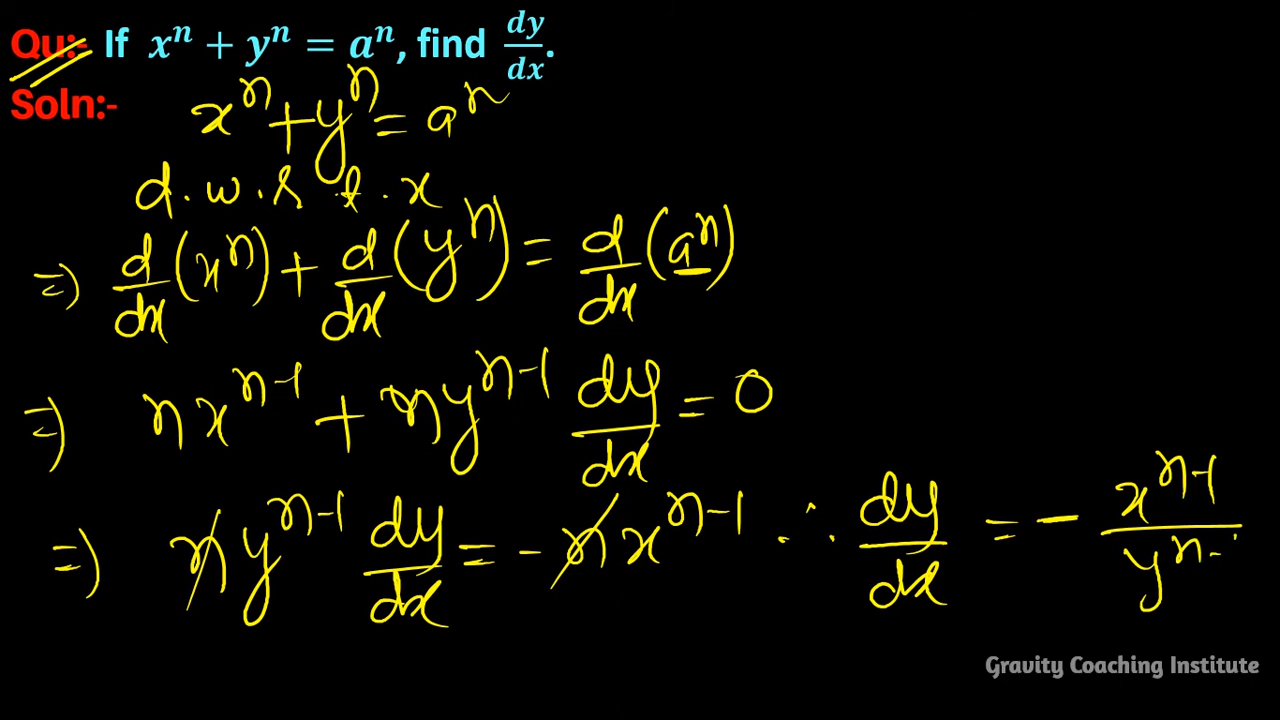 Qu:- If xⁿ + yⁿ = aⁿ, find dy/dx.
Soln:- xⁿ + yⁿ = aⁿ
d.w.r.t.x
=> d/dx (xⁿ) + d/dx (yⁿ) = d/dx (aⁿ)
=> nxⁿ⁻¹ + nyⁿ⁻¹ dy/dx = 0
=> nyⁿ⁻¹ dy/dx = - nxⁿ⁻¹ ∴ dy/dx = - xⁿ⁻¹/yⁿ⁻
Gravity Coaching Institute